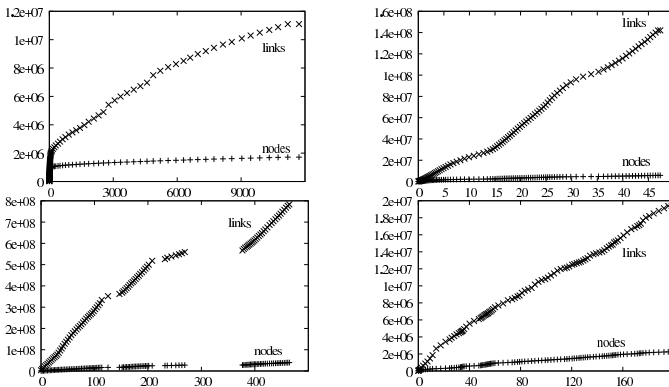 1.2e+07
links
1e+07
8e+06
6e+06
4e+06
nodes
2e+06
0
0 3000 6000 9000
1.6e+08
links
1.4e+08
1.2e+08
1e+08
8e+07
6e+07
4e+07
nodes
2e+07
0
0 5 10 15 20 25 30 35 40 45
8e+08
links
7e+08
6e+08
5e+08
4e+08
3e+08
2e+08
nodes
1e+08
0
0 100 200 300 400
2e+07
1.8e+07
links
1.6e+07
1.4e+07
1.2e+07
1e+07
8e+06
6e+06
4e+06
nodes
2e+06
0
0 40 80 120 160